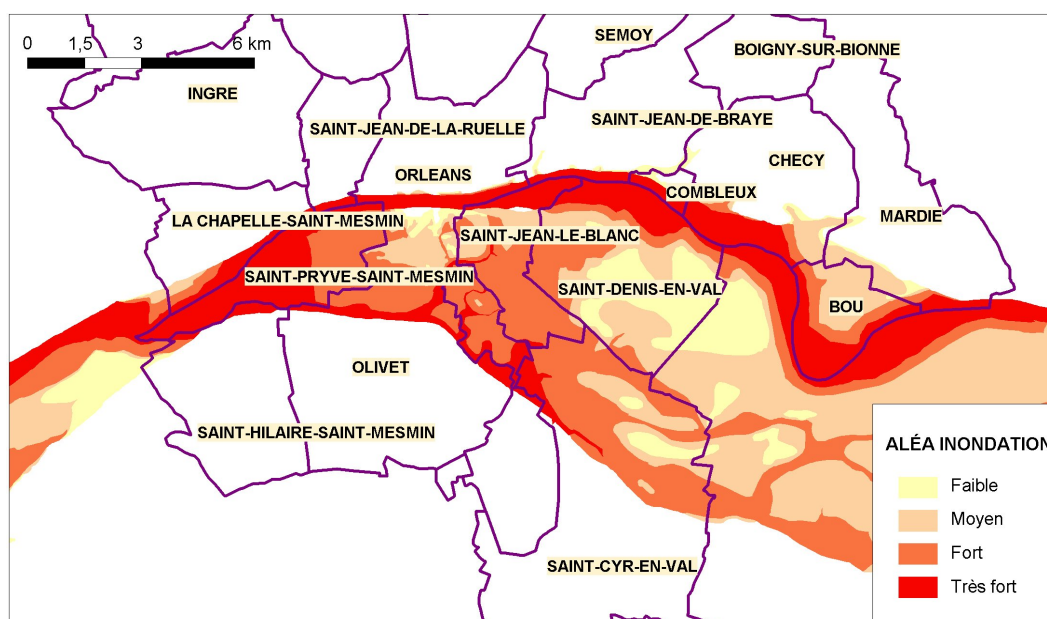 SEMOY
0 1,5 3 6 km
BOIGNY-SUR-BIONNE
INGRE
SAINT-JEAN-DE-LA-RUELLE
SAINT-JEAN-DE-BRAYE
CHECY
ORLEANS
COMBLEUX
LA CHAPELLE-SAINT-MESMIN
MARDIE
SAINT-JEAN-LE-BLANC
SAINT-PRYVE-SAINT-MESMIN
SAINT-DENIS-EN-VAL
BOU
OLIVET
SAINT-HILAIRE-SAINT-MESMIN
SAINT-CYR-EN-VAL
ALÉA INONDATION
Faible
Moyen
Fort
Très fort